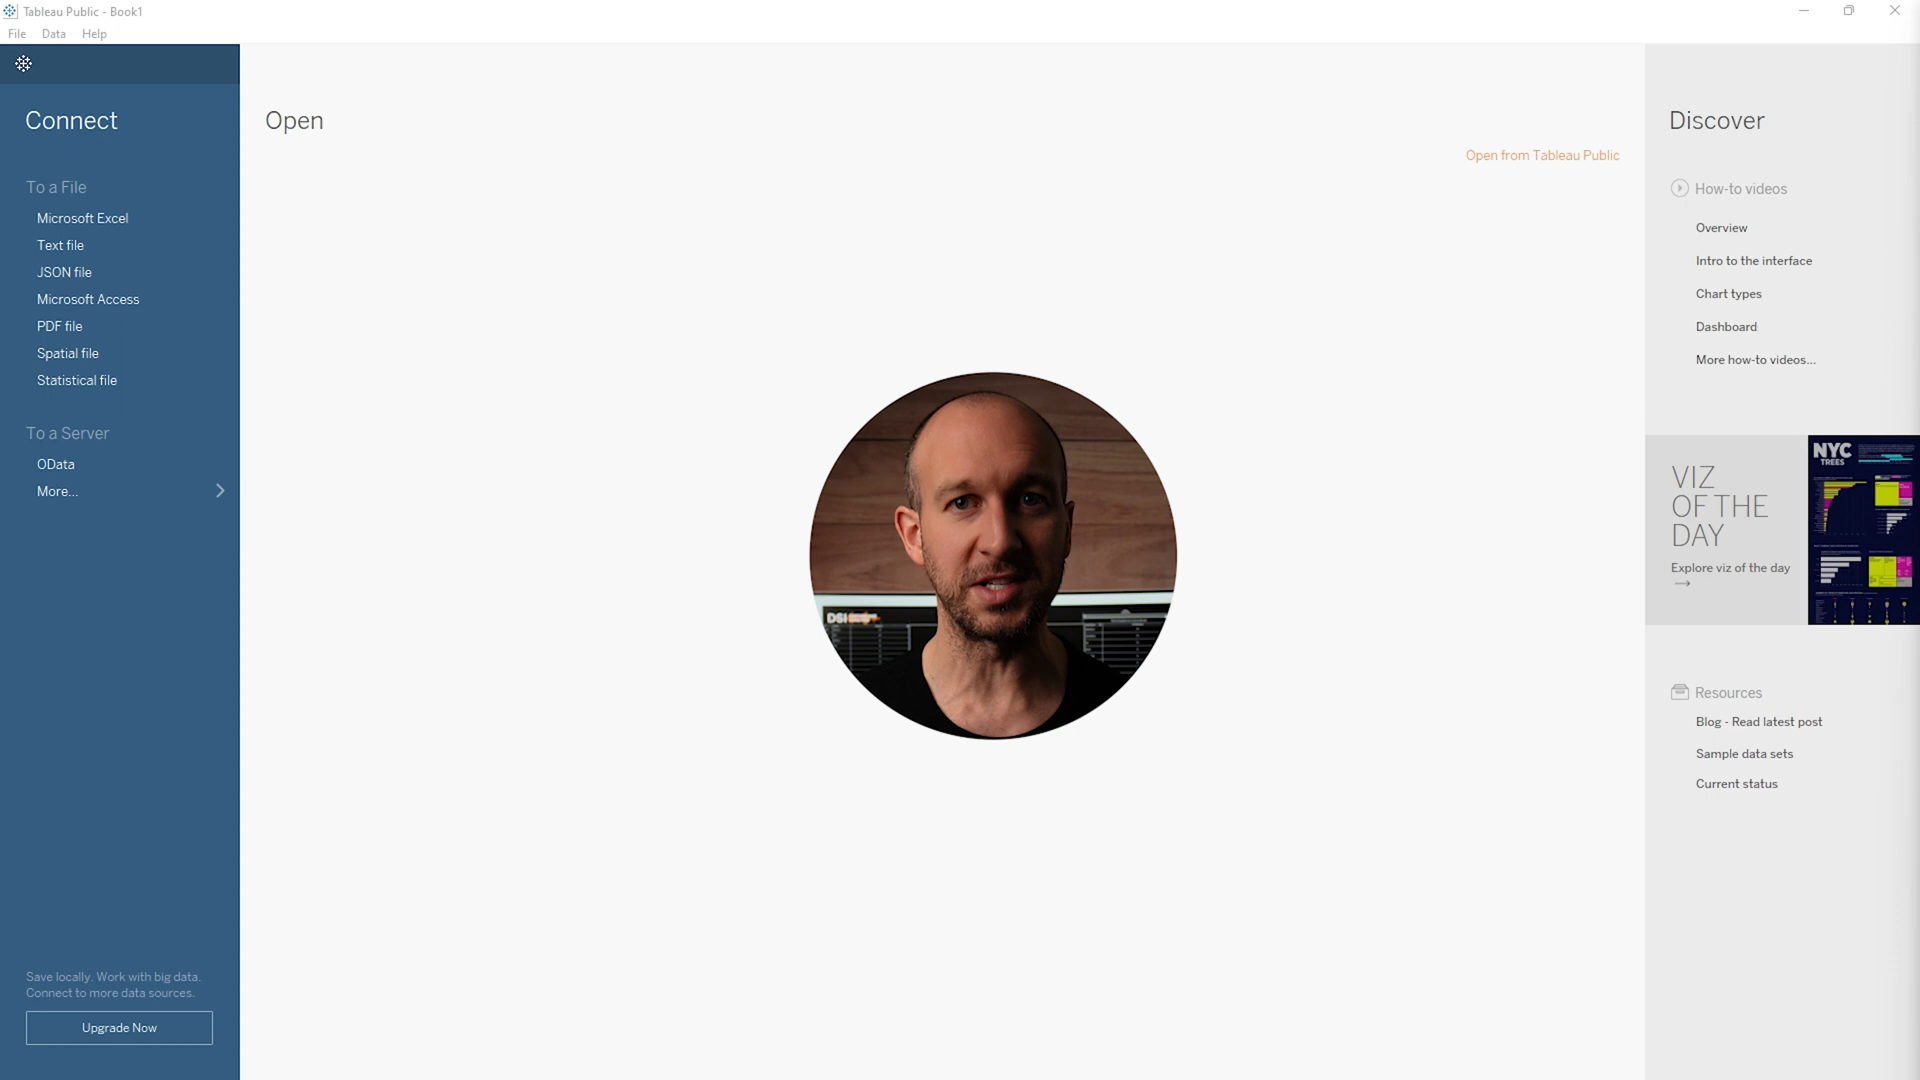 Tableau Public - Book1
File Data Help
Connect
To a File
Microsoft Excel
Text file
JSON file
Microsoft Access
PDF file
Spatial file
Statistical file
To a Server
OData
More...
Save locally. Work with big data.
Connect to more data sources.
Upgrade Now
Open
Open from Tableau Public
DSI
Discover
How-to videos
Overview
Intro to the interface
Chart types
Dashboard
More how-to videos...
VIZ
OF THE
DAY
Explore viz of the day
NYC
TREES
Resources
Blog - Read latest post
Sample data sets
Current status